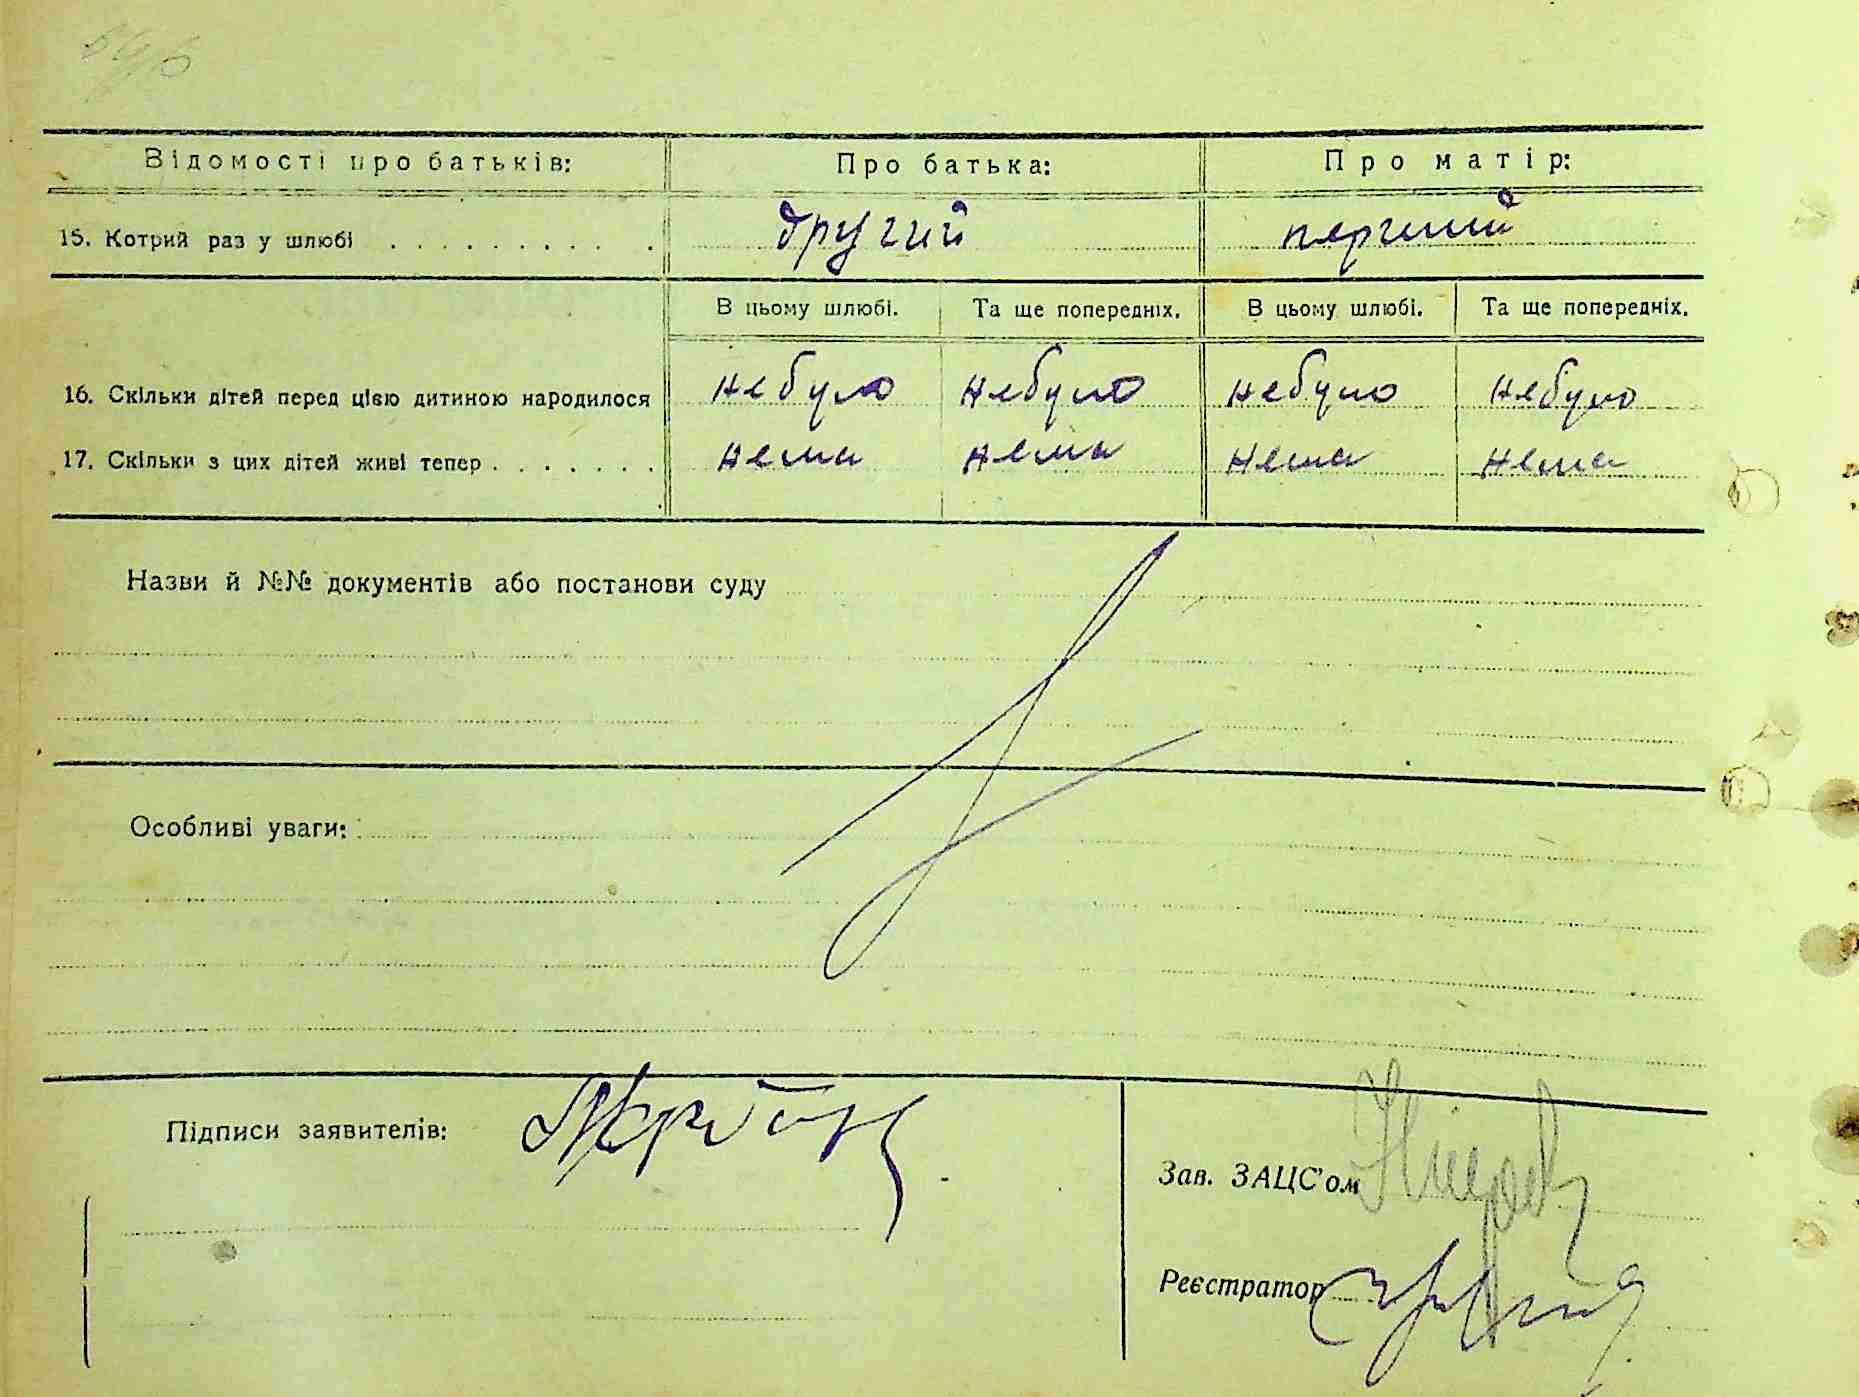 Відомості про батьків: Про батька: Про матір:
15. Котрий раз у шлюбі . . . . . . . . . . другий перший
В цьому шлюбі. Та ще попередніх. В цьому шлюбі. Та ще попередніх.
16. Скільки дітей перед цією дитиною народилося небуло небуло небуло небуло
17. Скільки з цих дітей живі тепер . . . . . . . нема нема нема нема
Назви й №№ документів або постанови суду
Особливі уваги:
Підписи заявителів:
Зав. ЗАЦС'ом
Реєстратор